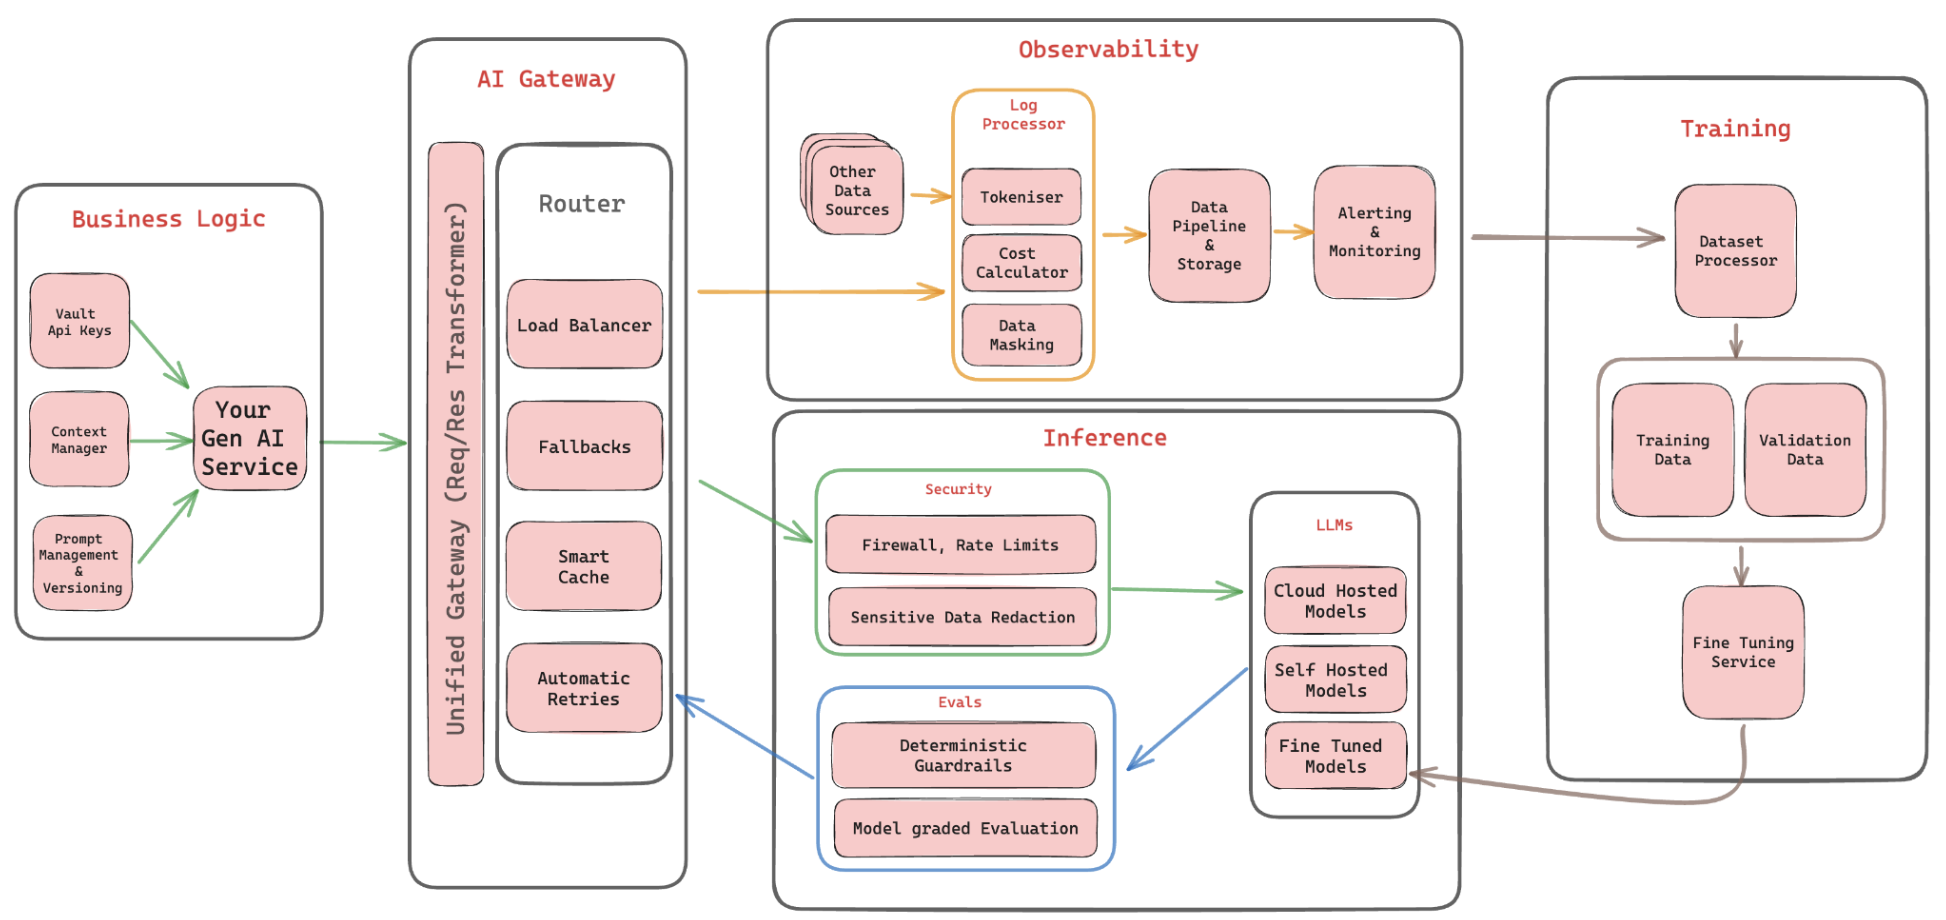 Business Logic
Vault
Api Keys
Context
Manager
Prompt
Management
&
Versioning
Your
Gen AI
Service
AI Gateway
Unified Gateway (Req/Res Transformer)
Router
Load Balancer
Fallbacks
Smart
Cache
Automatic
Retries
Observability
Other
Data
Sources
Log
Processor
Tokeniser
Cost
Calculator
Data
Masking
Data
Pipeline
&
Storage
Alerting
&
Monitoring
Inference
Security
Firewall, Rate Limits
Sensitive Data Redaction
Evals
Deterministic
Guardrails
Model graded Evaluation
LLMs
Cloud Hosted
Models
Self Hosted
Models
Fine Tuned
Models
Training
Dataset
Processor
Training
Data
Validation
Data
Fine Tuning
Service